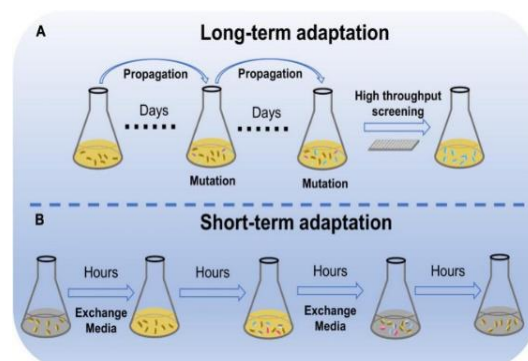 A
Long-term adaptation
Propagation
Propagation
Days
Days
High throughput
screening
Mutation
Mutation
B
Short-term adaptation
Hours
Hours
Hours
Hours
Exchange
Media
Exchange
Media